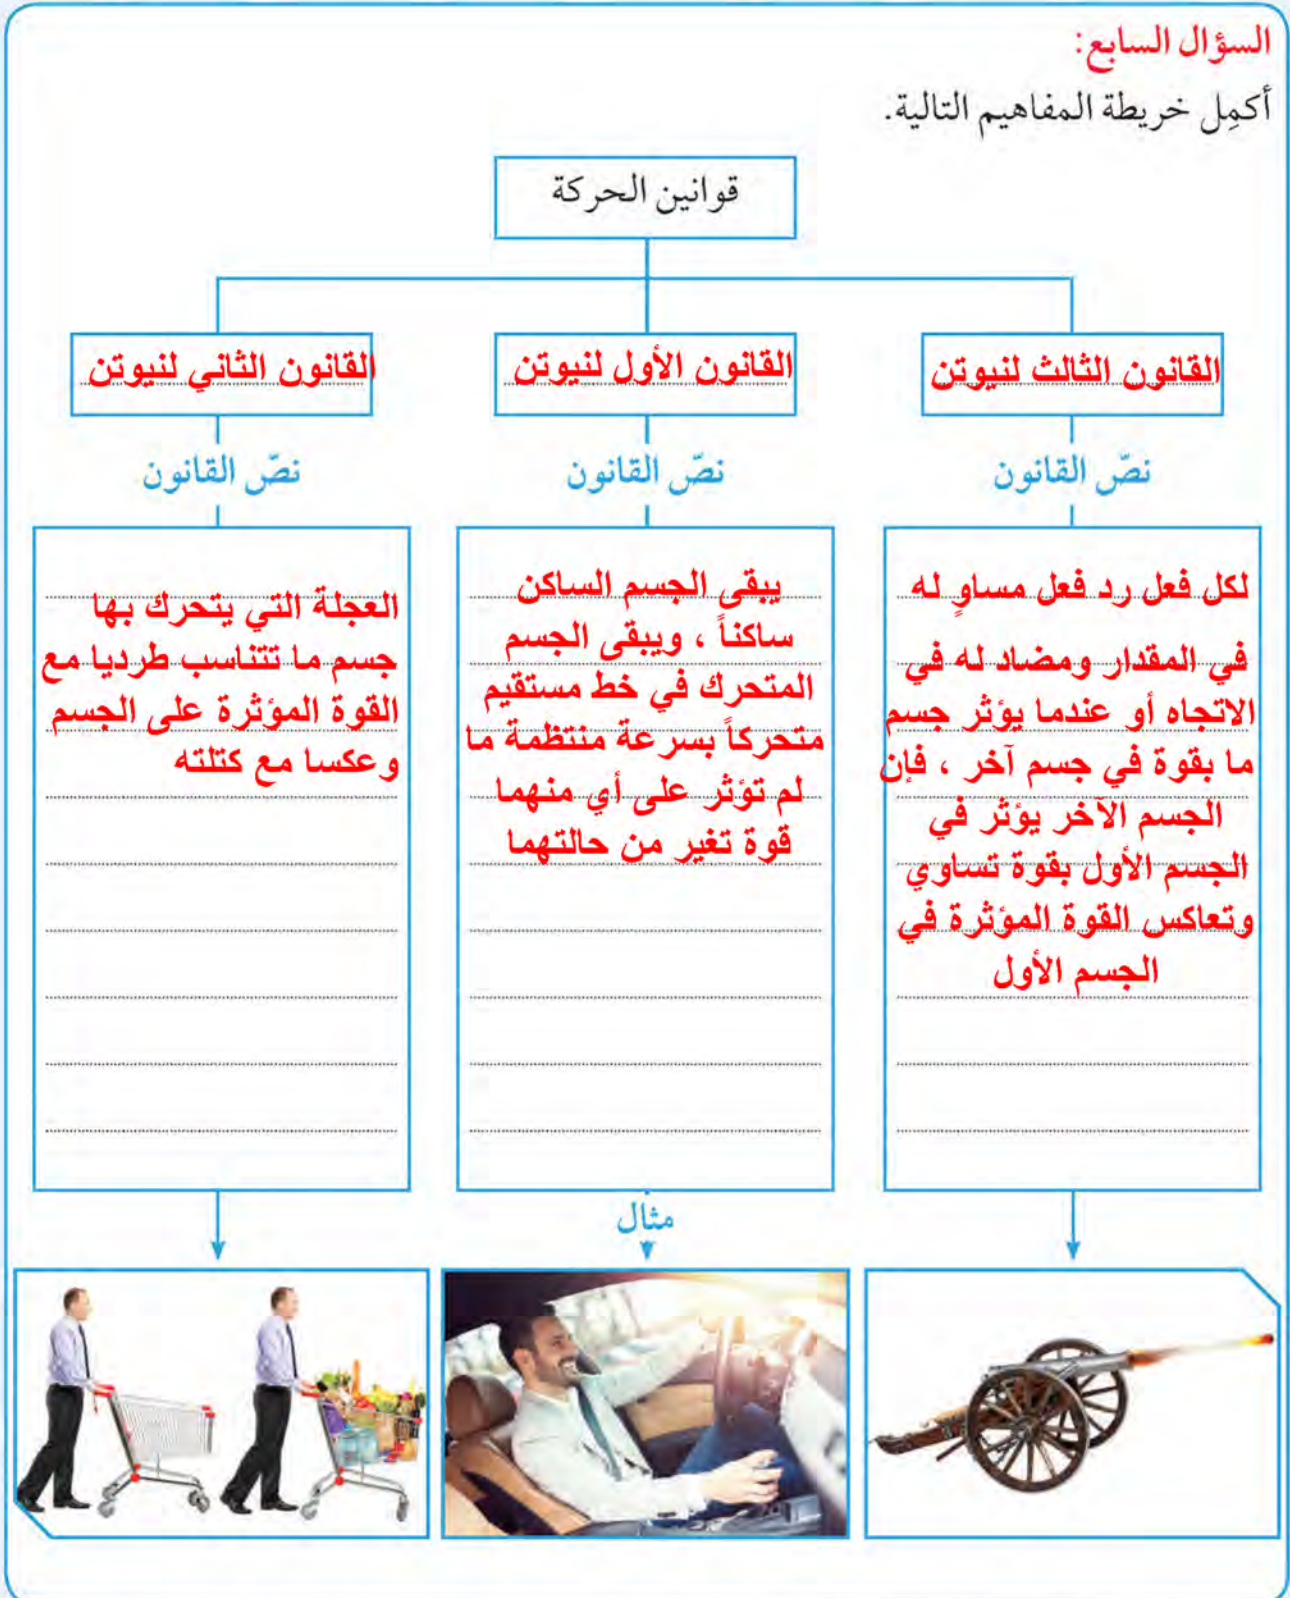 السؤال السابع:
أكمِل خريطة المفاهيم التالية.
قوانين الحركة
القانون الثالث لنيوتن
القانون الأول لنيوتن
القانون الثاني لنيوتن
نصّ القانون
نصّ القانون
نصّ القانون
لكل فعل رد فعل مساوٍ له
في المقدار ومضاد له في
الاتجاه أو عندما يؤثر جسم
ما بقوة في جسم آخر ، فإن
الجسم الآخر يؤثر في
الجسم الأول بقوة تساوي
وتعاكس القوة المؤثرة في
الجسم الأول
يبقى الجسم الساكن
ساكناً ، ويبقى الجسم
المتحرك في خط مستقيم
متحركاً بسرعة منتظمة ما
لم تؤثر على أي منهما
قوة تغير من حالتهما
العجلة التي يتحرك بها
جسم ما تتناسب طرديا مع
القوة المؤثرة على الجسم
وعكسا مع كتلته
مثال